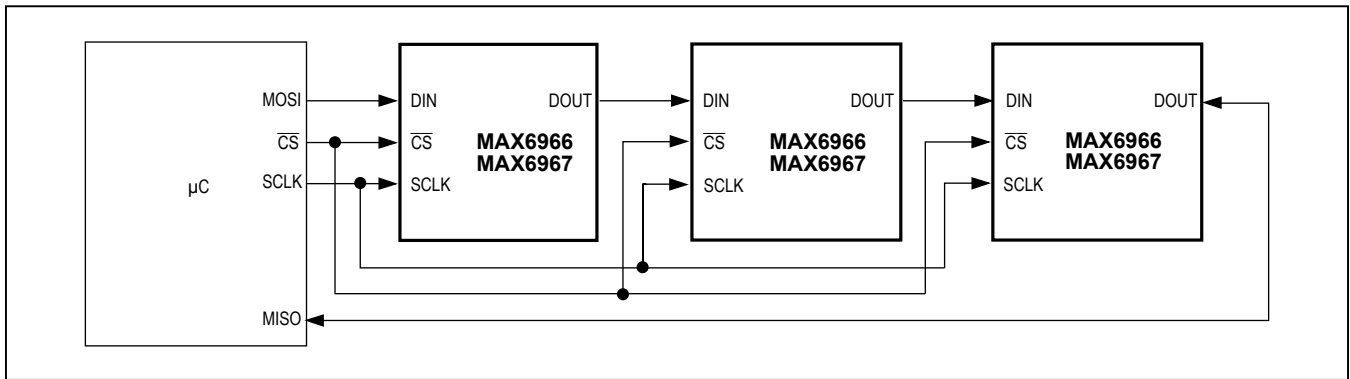 µC
MOSI
CS
SCLK
MISO
DIN
CS
SCLK
DOUT
MAX6966
MAX6967
DIN
CS
SCLK
DOUT
MAX6966
MAX6967
DIN
CS
SCLK
DOUT
MAX6966
MAX6967